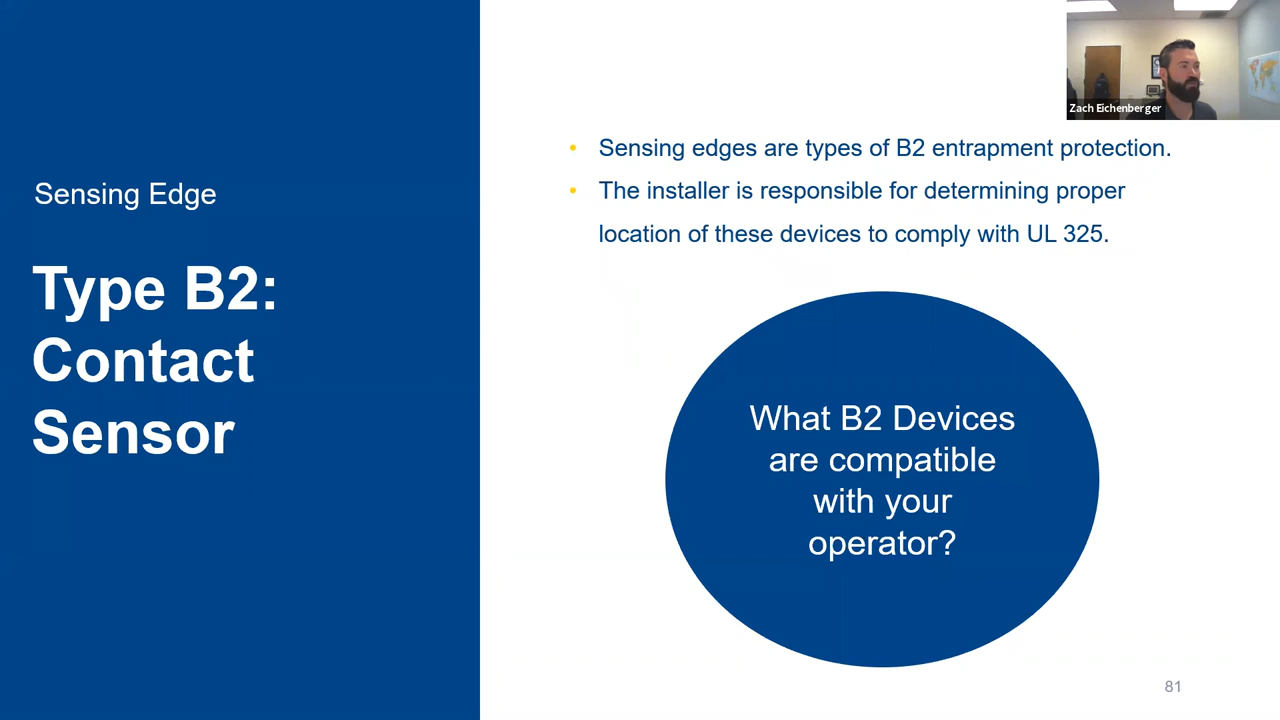 Zach Eichenberger
Sensing Edge
Type B2:
Contact
Sensor
• Sensing edges are types of B2 entrapment protection.
• The installer is responsible for determining proper
location of these devices to comply with UL 325.
What B2 Devices
are compatible
with your
operator?
81